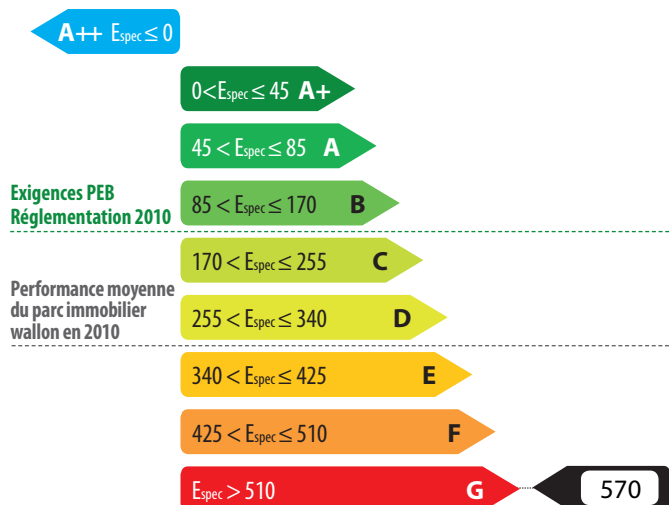 A++ Espec ≤ 0
0<Espec ≤ 45 A+
45 < Espec ≤ 85 A
Exigences PEB
Réglementation 2010
85 < Espec ≤ 170 B
170 < Espec ≤ 255 C
Performance moyenne
du parc immobilier
wallon en 2010
255 < Espec ≤ 340 D
340 < Espec ≤ 425 E
425 < Espec ≤ 510 F
Espec > 510 G 570